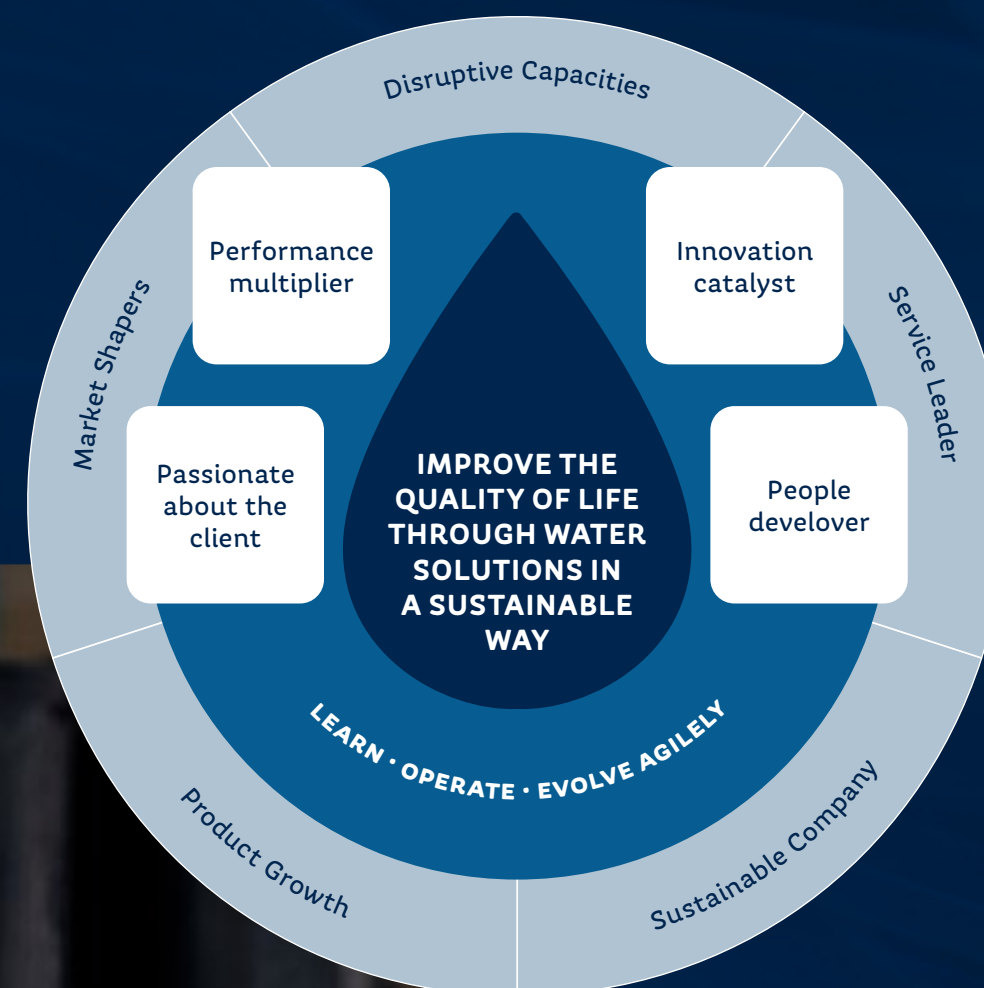 Disruptive Capacities
Performance
multiplier
Innovation
catalyst
Market Shapers
Service Leader
Passionate
about the
client
People
develover
IMPROVE THE
QUALITY OF LIFE
THROUGH WATER
SOLUTIONS IN
A SUSTAINABLE
WAY
LEARN · OPERATE · EVOLVE AGILELY
Product Growth
Sustainable Company